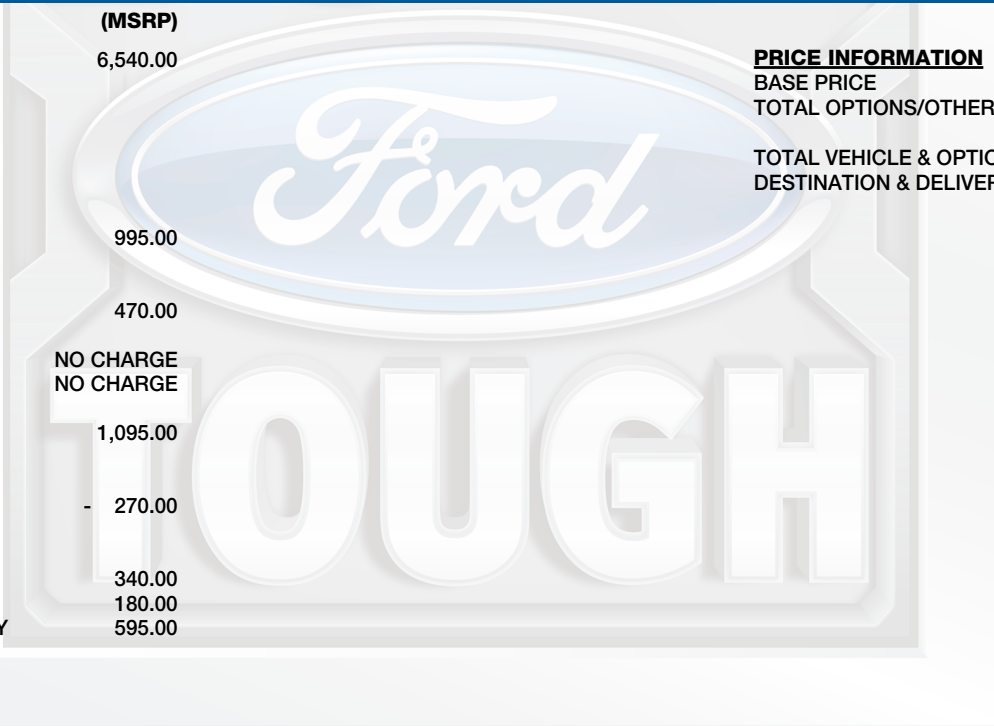 (MSRP)
6,540.00
995.00
470.00
NO CHARGE
NO CHARGE
1,095.00
- 270.00
340.00
180.00
Y 595.00
PRICE INFORMATION
BASE PRICE
TOTAL OPTIONS/OTHER
TOTAL VEHICLE & OPTIO
DESTINATION & DELIVER
Ford
TOUGH